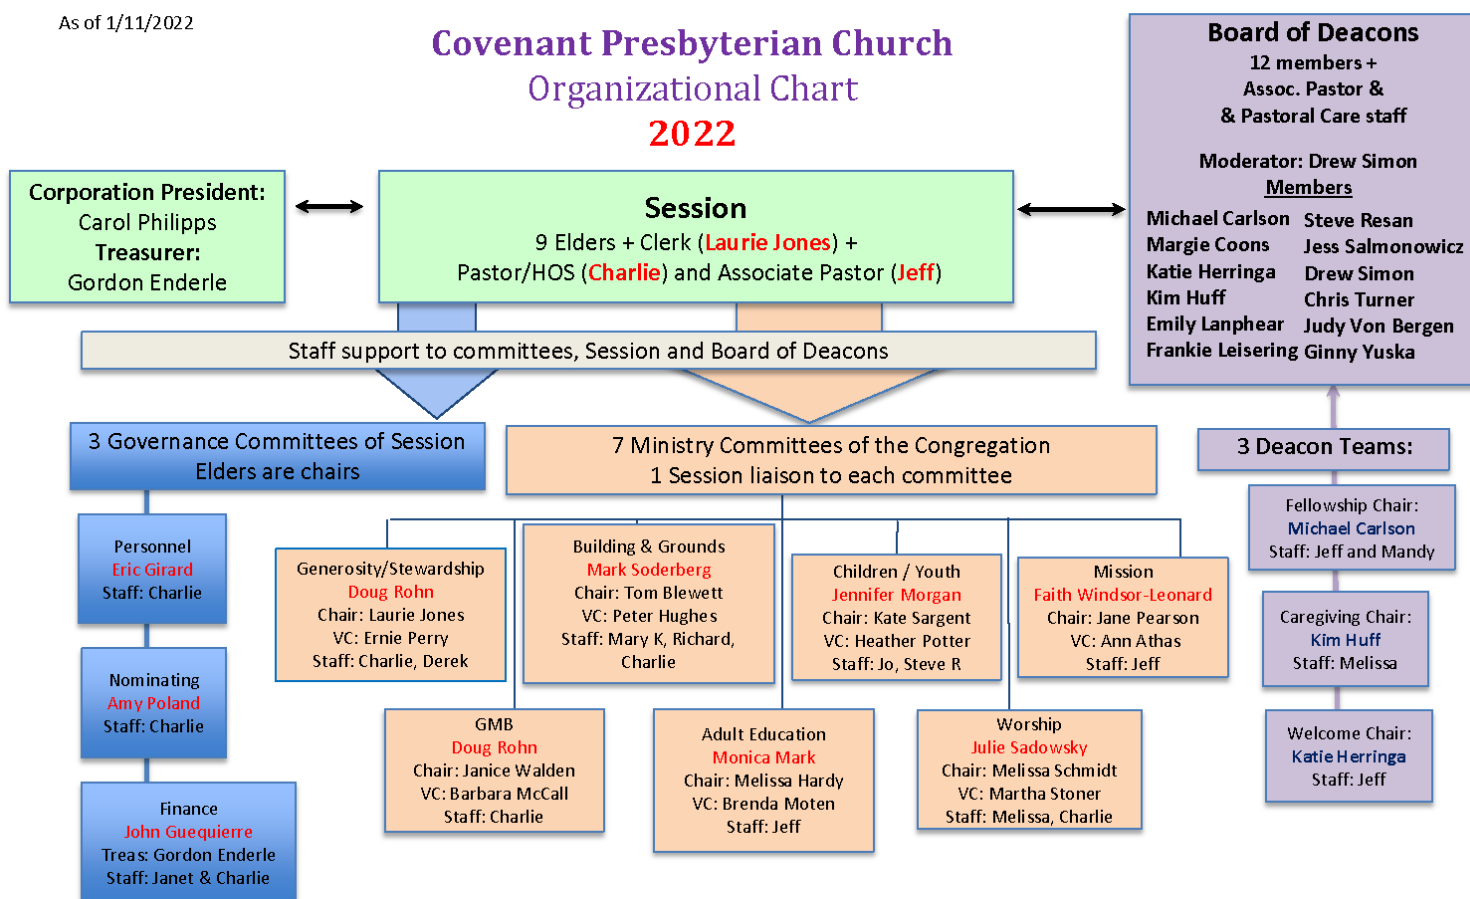 As of 1/11/2022
Covenant Presbyterian Church
Organizational Chart
2022
Board of Deacons
12 members +
Assoc. Pastor &
& Pastoral Care staff
Moderator: Drew Simon
Members
Michael Carlson
Margie Coons
Katie Herringa
Kim Huff
Emily Lanphear
Frankie Leisering
Steve Resan
Jess Salmonowicz
Drew Simon
Chris Turner
Judy Von Bergen
Ginny Yuska
Corporation President:
Carol Philipps
Treasurer:
Gordon Enderle
Session
9 Elders + Clerk (Laurie Jones) +
Pastor/HOS (Charlie) and Associate Pastor (Jeff)
Staff support to committees, Session and Board of Deacons
3 Governance Committees of Session
Elders are chairs
7 Ministry Committees of the Congregation
1 Session liaison to each committee
3 Deacon Teams:
Personnel
Eric Girard
Staff: Charlie
Nominating
Amy Poland
Staff: Charlie
Finance
John Guequierre
Treas: Gordon Enderle
Staff: Janet & Charlie
Generosity/Stewardship
Doug Rohn
Chair: Laurie Jones
VC: Ernie Perry
Staff: Charlie, Derek
Building & Grounds
Mark Soderberg
Chair: Tom Blewett
VC: Peter Hughes
Staff: Mary K, Richard,
Charlie
Children / Youth
Jennifer Morgan
Chair: Kate Sargent
VC: Heather Potter
Staff: Jo, Steve R
Mission
Faith Windsor-Leonard
Chair: Jane Pearson
VC: Ann Athas
Staff: Jeff
GMB
Doug Rohn
Chair: Janice Walden
VC: Barbara McCall
Staff: Charlie
Adult Education
Monica Mark
Chair: Melissa Hardy
VC: Brenda Moten
Staff: Jeff
Worship
Julie Sadowsky
Chair: Melissa Schmidt
VC: Martha Stoner
Staff: Melissa, Charlie
Fellowship Chair:
Michael Carlson
Staff: Jeff and Mandy
Caregiving Chair:
Kim Huff
Staff: Melissa
Welcome Chair:
Katie Herringa
Staff: Jeff